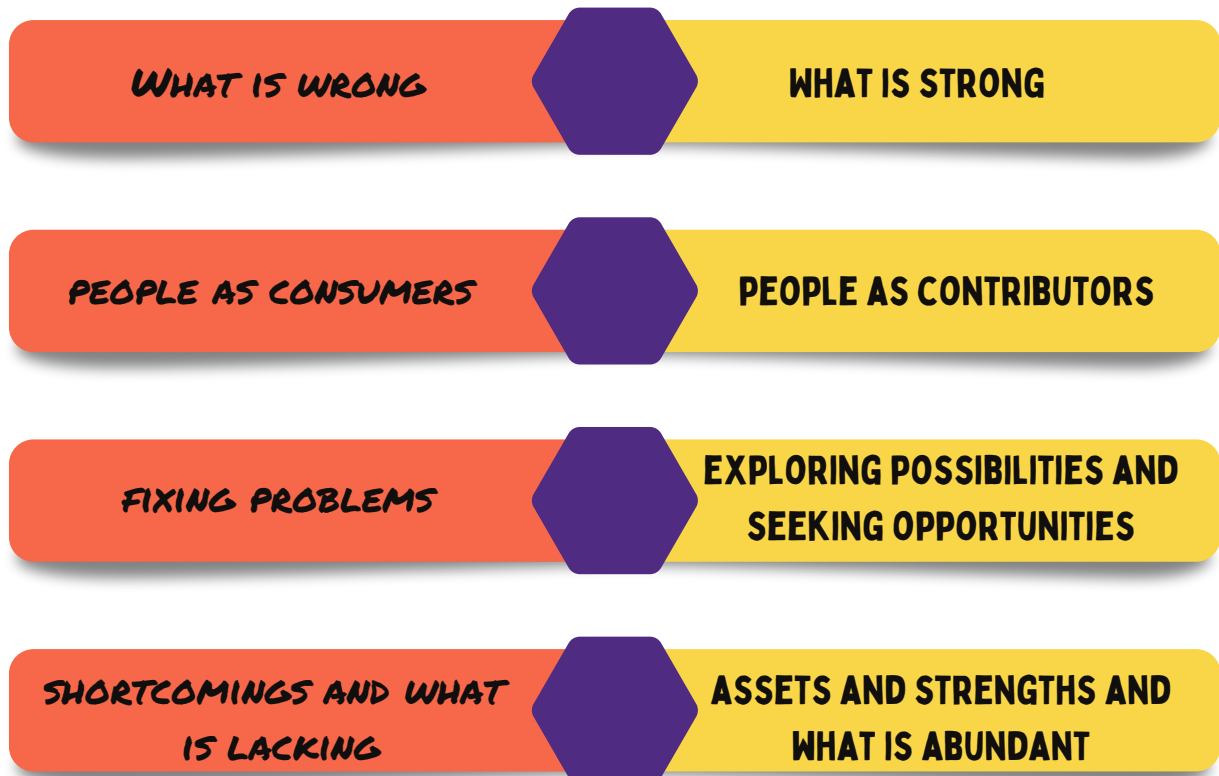 What is wrong
WHAT IS STRONG
PEOPLE AS CONSUMERS
PEOPLE AS CONTRIBUTORS
FIXING PROBLEMS
EXPLORING POSSIBILITIES AND
SEEKING OPPORTUNITIES
SHORTCOMINGS AND WHAT
IS LACKING
ASSETS AND STRENGTHS AND
WHAT IS ABUNDANT